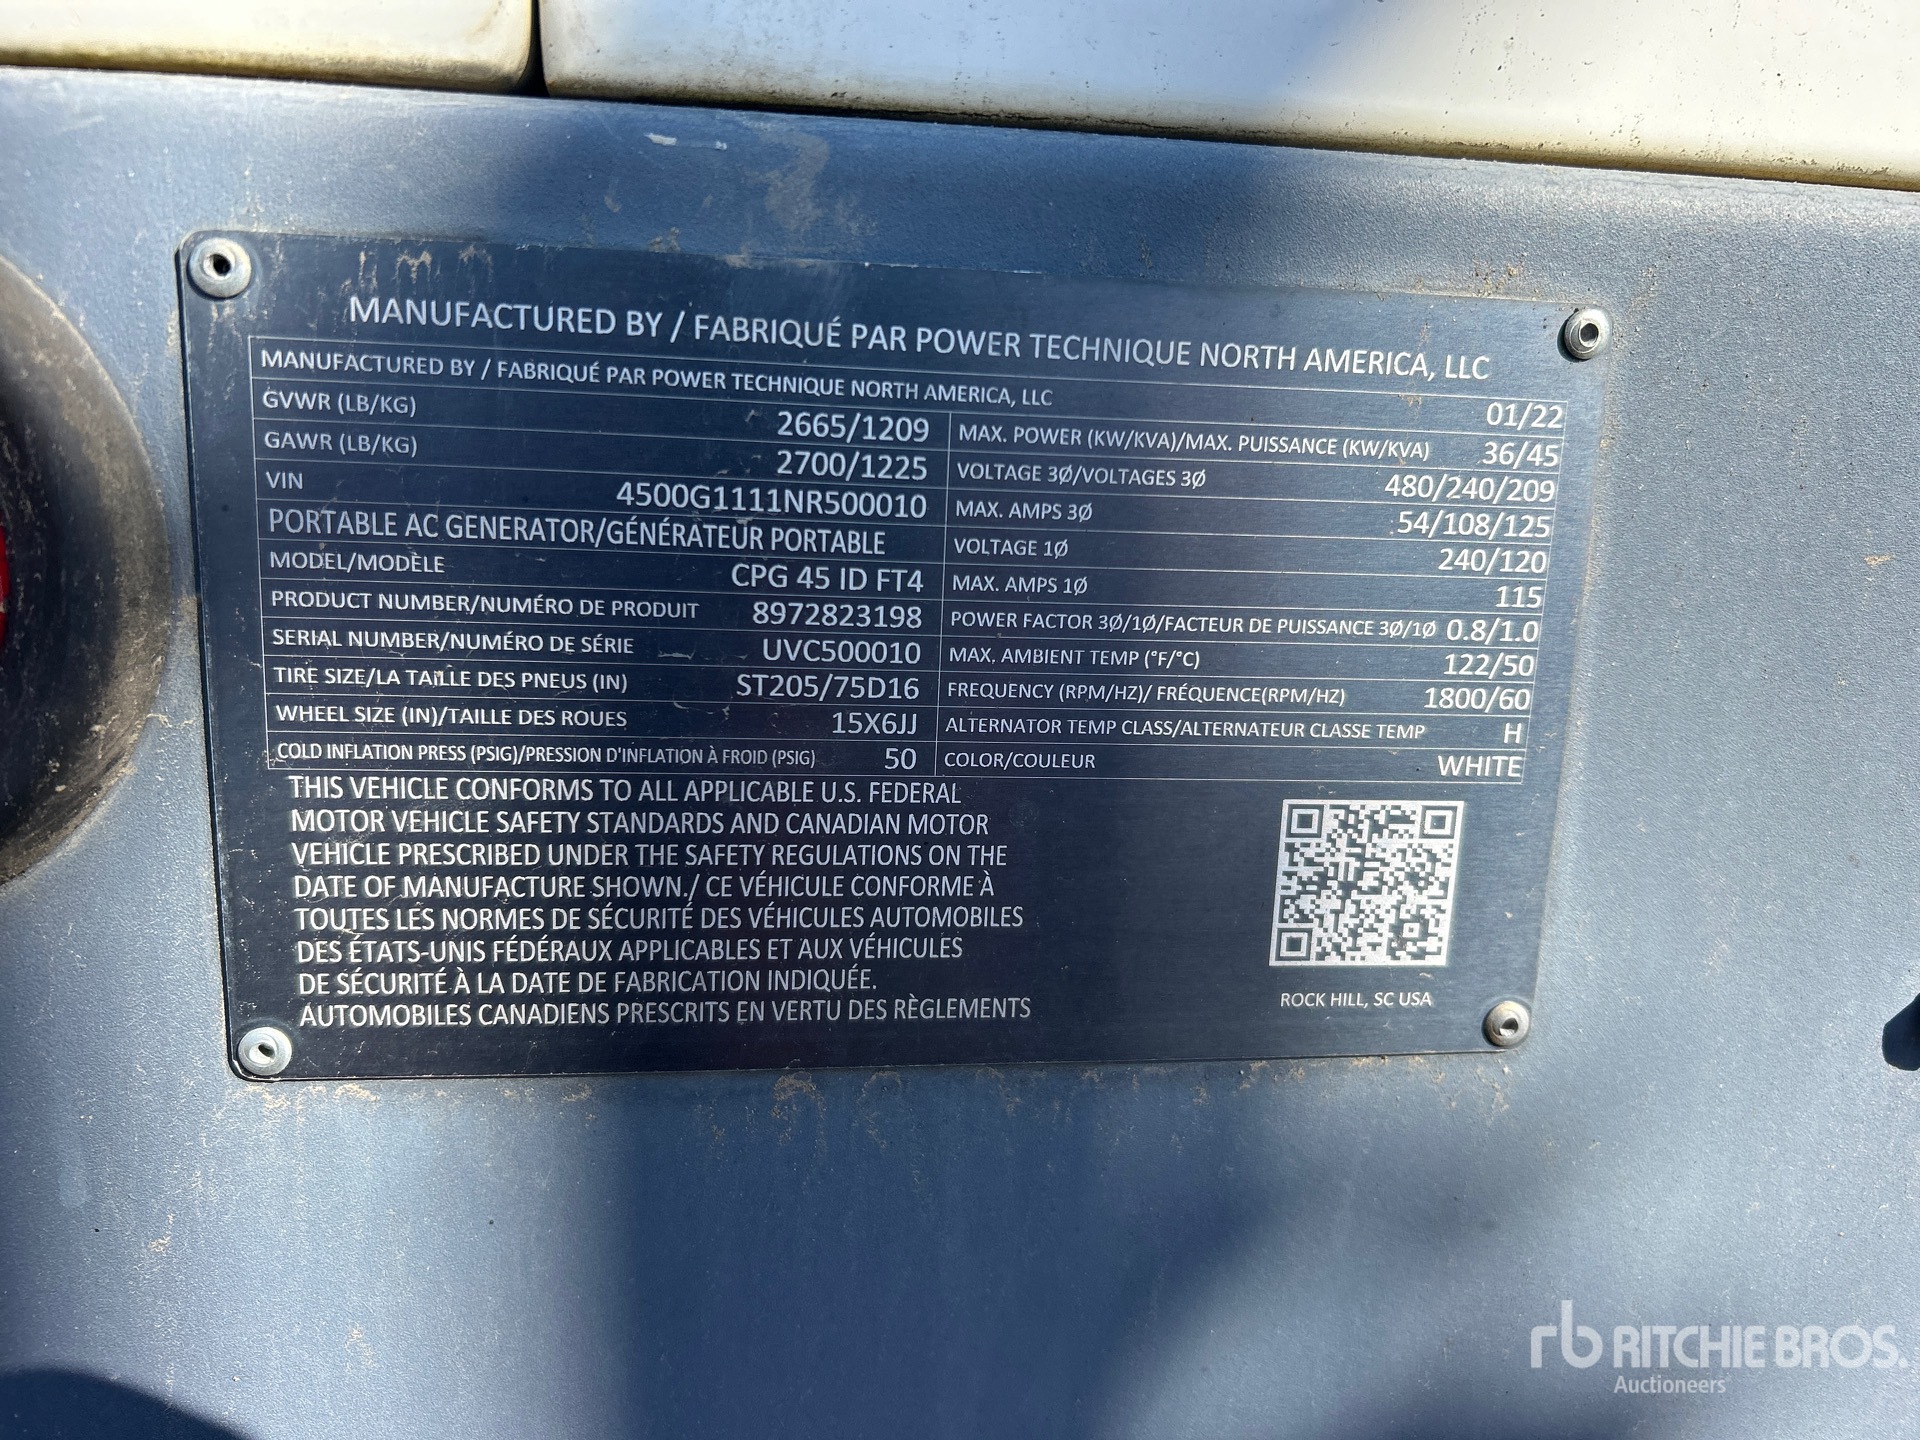 MANUFACTURED BY / FABRIQUÉ PAR POWER TECHNIQUE NORTH AMERICA, LLC
MANUFACTURED BY / FABRIQUÉ PAR POWER TECHNIQUE NORTH AMERICA, LLC 01/22
GVWR (LB/KG) 2665/1209
GAWR (LB/KG) 2700/1225
VIN 4500G1111NR500010
PORTABLE AC GENERATOR/GÉNÉRATEUR PORTABLE
MODEL/MODÈLE CPG 45 ID FT4
PRODUCT NUMBER/NUMÉRO DE PRODUIT 8972823198
SERIAL NUMBER/NUMÉRO DE SÉRIE UVC500010
TIRE SIZE/LA TAILLE DES PNEUS (IN) ST205/75D16
WHEEL SIZE (IN)/TAILLE DES ROUES 15X6JJ
COLD INFLATION PRESS (PSIG)/PRESSION D'INFLATION À FROID (PSIG) 50
MAX. POWER (KW/KVA)/MAX. PUISSANCE (KW/KVA) 36/45
VOLTAGE 3Ø/VOLTAGES 3Ø 480/240/209
MAX. AMPS 3Ø 54/108/125
VOLTAGE 1Ø 240/120
MAX. AMPS 1Ø 115
POWER FACTOR 3Ø/1Ø/FACTEUR DE PUISSANCE 3Ø/1Ø 0.8/1.0
MAX. AMBIENT TEMP (°F/°C) 122/50
FREQUENCY (RPM/HZ)/ FRÉQUENCE(RPM/HZ) 1800/60
ALTERNATOR TEMP CLASS/ALTERNATEUR CLASSE TEMP H
COLOR/COULEUR WHITE
THIS VEHICLE CONFORMS TO ALL APPLICABLE U.S. FEDERAL
MOTOR VEHICLE SAFETY STANDARDS AND CANADIAN MOTOR
VEHICLE PRESCRIBED UNDER THE SAFETY REGULATIONS ON THE
DATE OF MANUFACTURE SHOWN./ CE VÉHICULE CONFORME À
TOUTES LES NORMES DE SÉCURITÉ DES VÉHICULES AUTOMOBILES
DES ÉTATS-UNIS FÉDÉRAUX APPLICABLES ET AUX VÉHICULES
DE SÉCURITÉ À LA DATE DE FABRICATION INDIQUÉE.
AUTOMOBILES CANADIENS PRESCRITS EN VERTU DES RÈGLEMENTS
ROCK HILL, SC USA
rb RITCHIE BROS.
Auctioneers